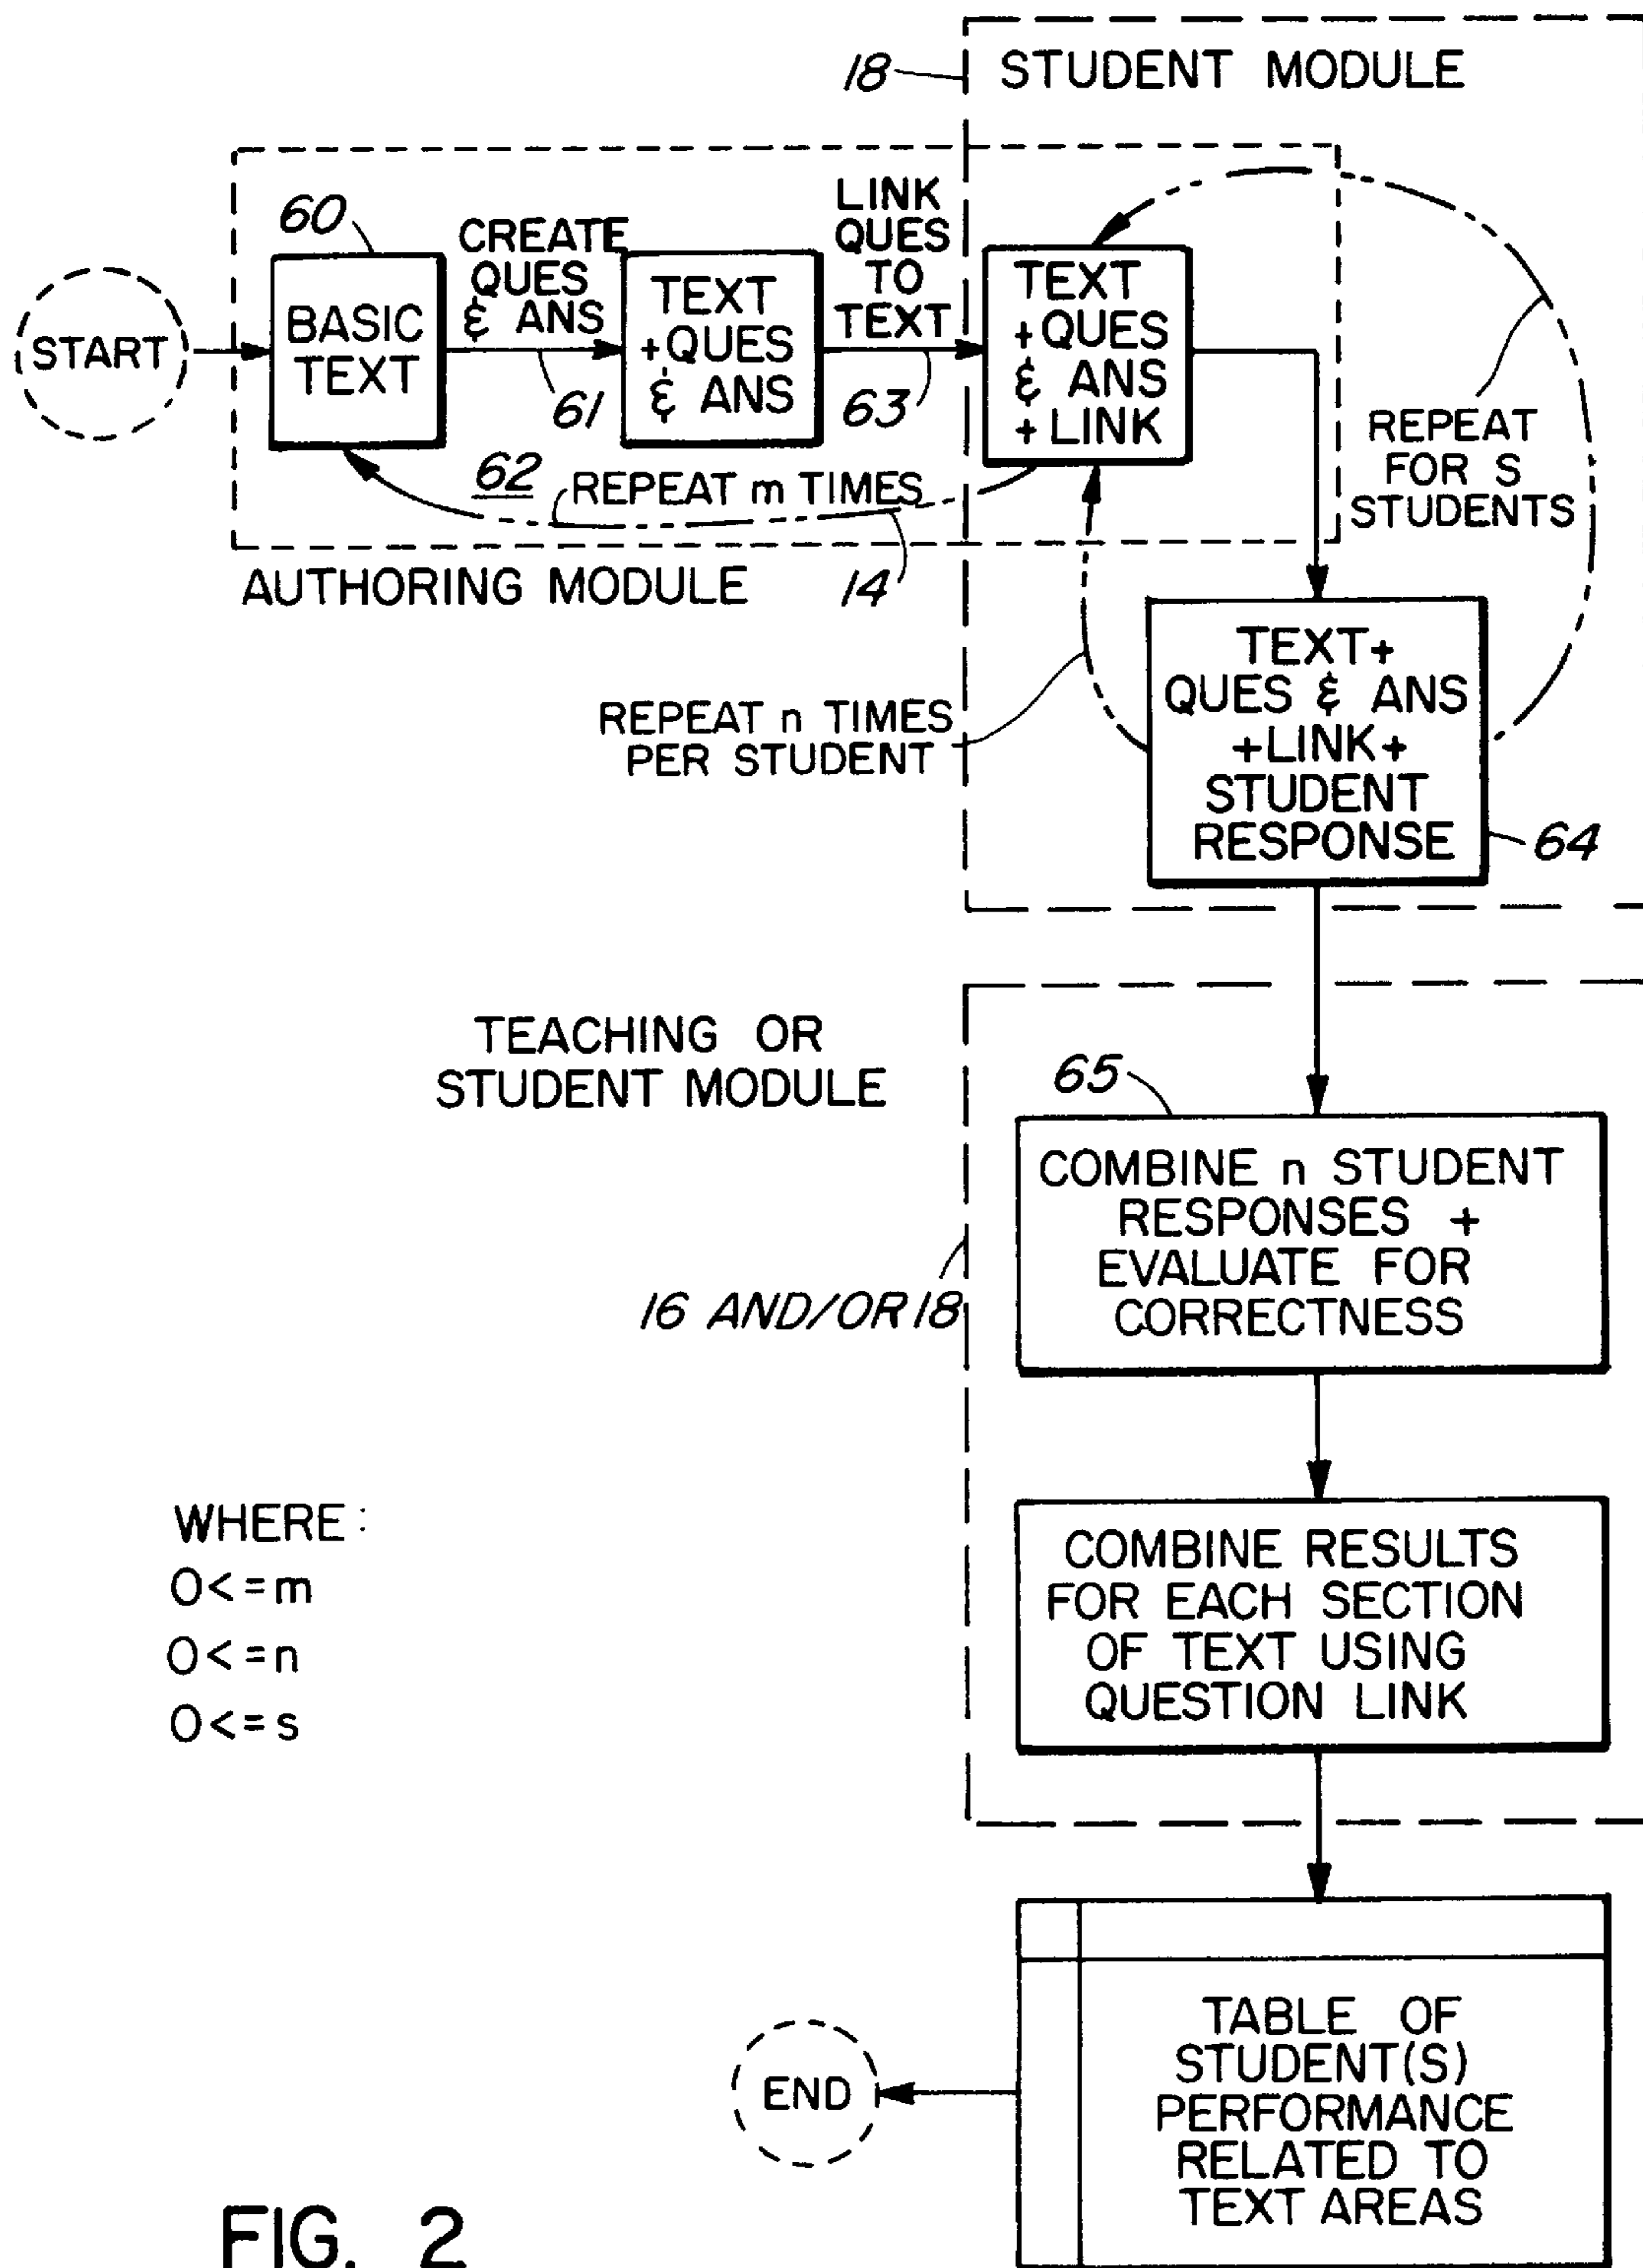 18
STUDENT MODULE
60
CREATE
QUES
& ANS
LINK
QUES
TO
TEXT
START
BASIC
TEXT
TEXT
+QUES
& ANS
TEXT
+QUES
& ANS
+LINK
61
63
62
REPEAT m TIMES
REPEAT
FOR S
STUDENTS
AUTHORING MODULE
14
REPEAT n TIMES
PER STUDENT
TEXT+
QUES & ANS
+LINK+
STUDENT
RESPONSE
64
TEACHING OR
STUDENT MODULE
65
COMBINE n STUDENT
RESPONSES +
EVALUATE FOR
CORRECTNESS
16 AND/OR 18
WHERE:
0<=m
0<=n
0<=s
COMBINE RESULTS
FOR EACH SECTION
OF TEXT USING
QUESTION LINK
TABLE OF
STUDENT(S)
PERFORMANCE
RELATED TO
TEXT AREAS
END
FIG. 2